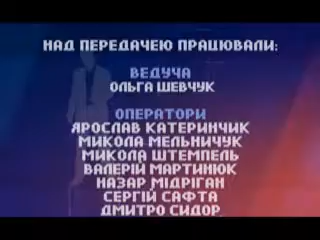 НАД ПЕРЕДАЧЕЮ ПРАЦЮВАЛИ:
ВЕДУЧА
ОЛЬГА ШЕВЧУК
ОПЕРАТОРИ
ЯРОСЛАВ КАТЕРИНЧИК
МИКОЛА МЕЛЬНИЧУК
МИКОЛА ШТЕМПЕЛЬ
ВАЛЕРІЙ МАРТИНЮК
НАЗАР МІДРІГАН
СЕРГІЙ САФТА
ДМИТРО СИДОР